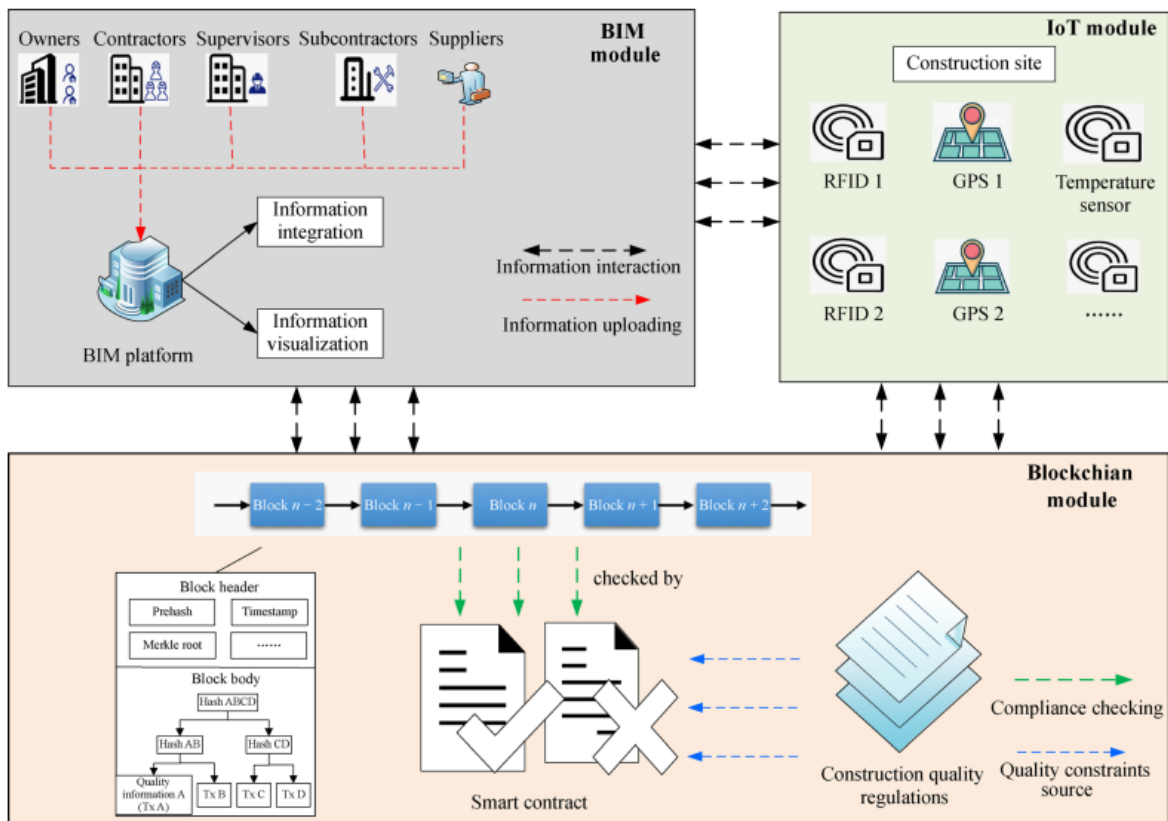 BIM
module
Owners
Contractors
Supervisors
Subcontractors
Suppliers
Information
integration
Information
visualization
BIM platform
Information interaction
Information uploading
IoT module
Construction site
RFID 1
GPS 1
Temperature
sensor
RFID 2
GPS 2
......
Blockchian
module
Block n − 2
Block n − 1
Block n
Block n + 1
Block n + 2
checked by
Block header
Prehash
Timestamp
Merkle root
......
Block body
Hash ABCD
Hash AB
Hash CD
Quality
information A
(Tx A)
Tx B
Tx C
Tx D
Smart contract
Construction quality
regulations
Compliance checking
Quality constraints
source